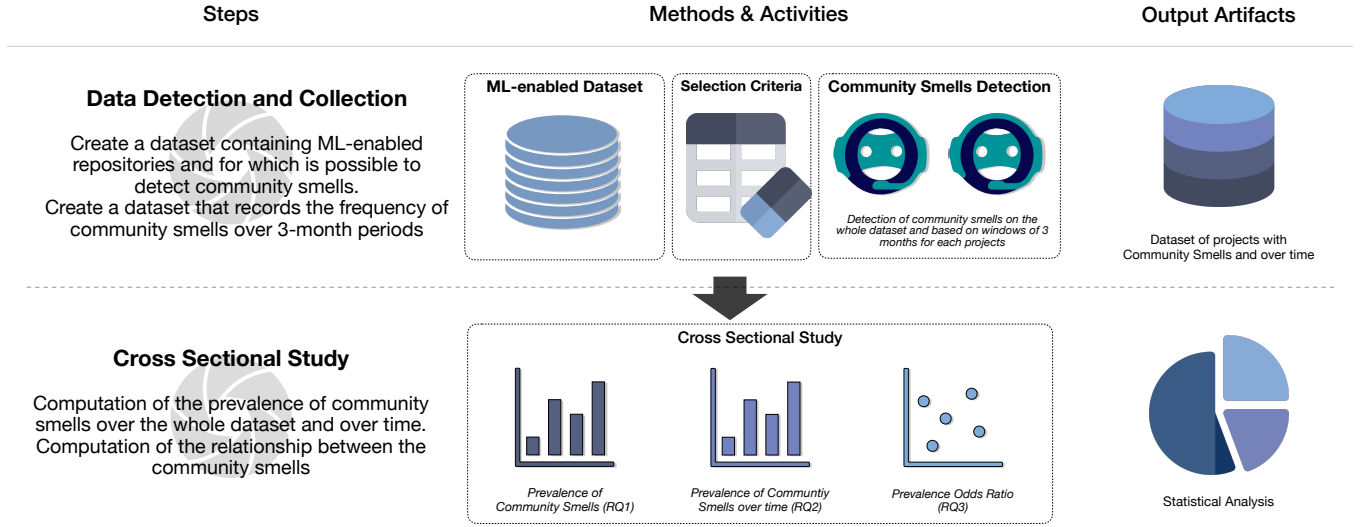 Steps
Methods & Activities
Output Artifacts
Data Detection and Collection
Create a dataset containing ML-enabled
repositories and for which is possible to
detect community smells.
Create a dataset that records the frequency of
community smells over 3-month periods
ML-enabled Dataset
Selection Criteria
Community Smells Detection
Detection of community smells on the
whole dataset and based on windows of 3
months for each projects
Dataset of projects with
Community Smells and over time
Cross Sectional Study
Computation of the prevalence of community
smells over the whole dataset and over time.
Computation of the relationship between the
community smells
Cross Sectional Study
Prevalence of
Community Smells (RQ1)
Prevalence of Communtiy
Smells over time (RQ2)
Prevalence Odds Ratio
(RQ3)
Statistical Analysis